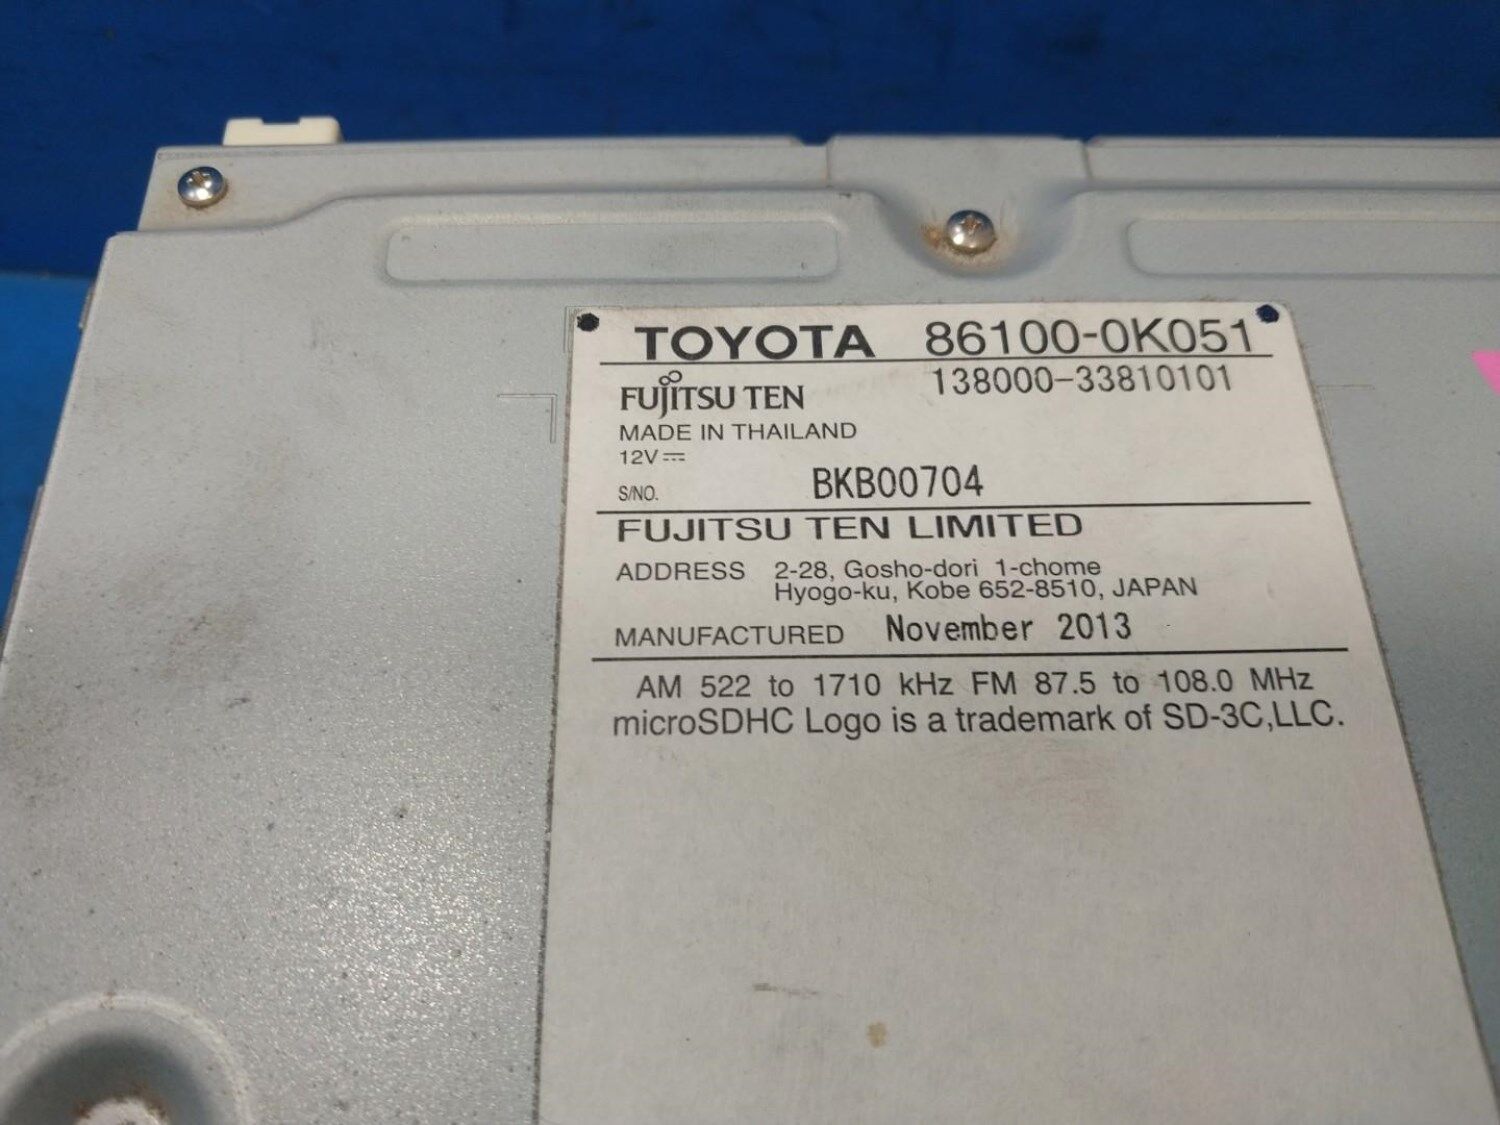 TOYOTA 86100-0K051
FUJITSU TEN 138000-33810101
MADE IN THAILAND
12V⎓
S/NO. BKB00704
FUJITSU TEN LIMITED
ADDRESS 2-28, Gosho-dori 1-chome
Hyogo-ku, Kobe 652-8510, JAPAN
MANUFACTURED November 2013
AM 522 to 1710 kHz FM 87.5 to 108.0 MHz
microSDHC Logo is a trademark of SD-3C,LLC.